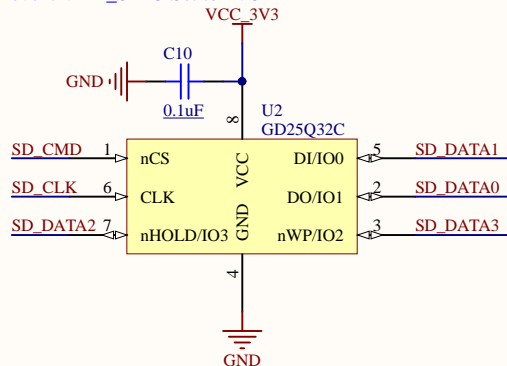 VCC_3V3
C10
GND
0.1uF
U2
GD25Q32C
8
SD_CMD 1 nCS VCC DI/IO0 5 SD_DATA1
SD_CLK 6 CLK DO/IO1 2 SD_DATA0
SD_DATA2 7 nHOLD/IO3 GND nWP/IO2 3 SD_DATA3
4
GND